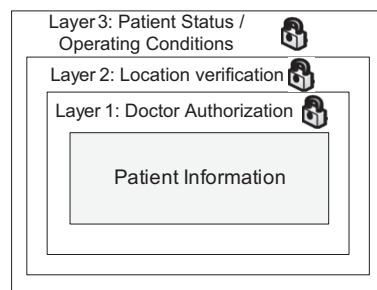 Layer 3: Patient Status /
Operating Conditions
Layer 2: Location verification
Layer 1: Doctor Authorization
Patient Information